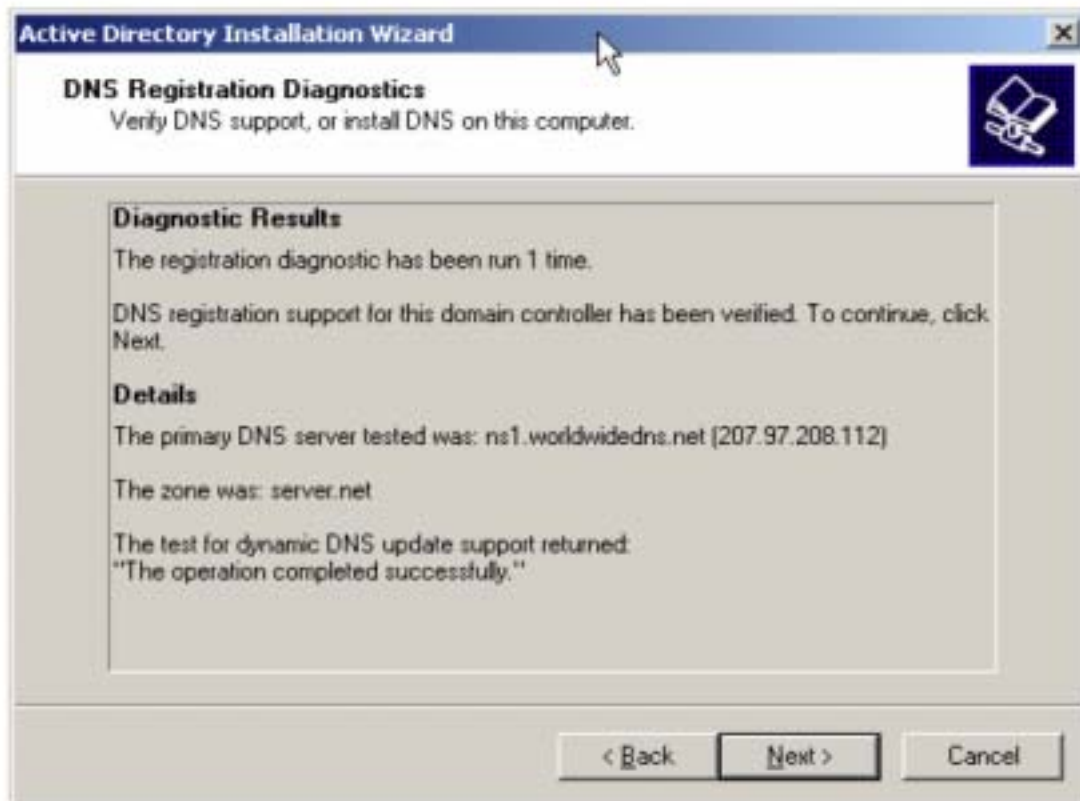 Active Directory Installation Wizard
DNS Registration Diagnostics
Verify DNS support, or install DNS on this computer.
Diagnostic Results
The registration diagnostic has been run 1 time.
DNS registration support for this domain controller has been verified. To continue, click
Next.
Details
The primary DNS server tested was: ns1.worldwidedns.net (207.97.208.112)
The zone was: server.net
The test for dynamic DNS update support returned:
"The operation completed successfully."
< Back
Next >
Cancel